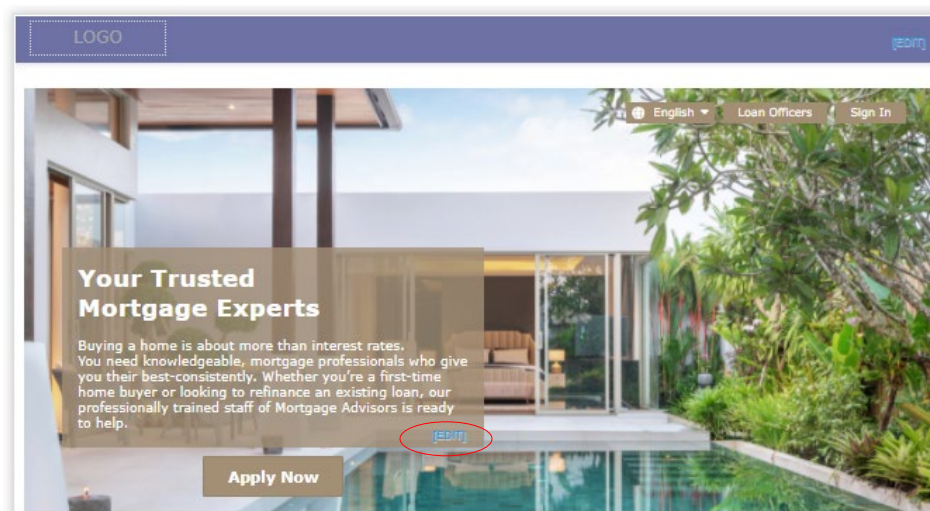 LOGO
[EDIT]
English Loan Officers Sign In
Your Trusted
Mortgage Experts
Buying a home is about more than interest rates.
You need knowledgeable, mortgage professionals who give
you their best-consistently. Whether you're a first-time
home buyer or looking to refinance an existing loan, our
professionally trained staff of Mortgage Advisors is ready
to help.
[EDIT]
Apply Now